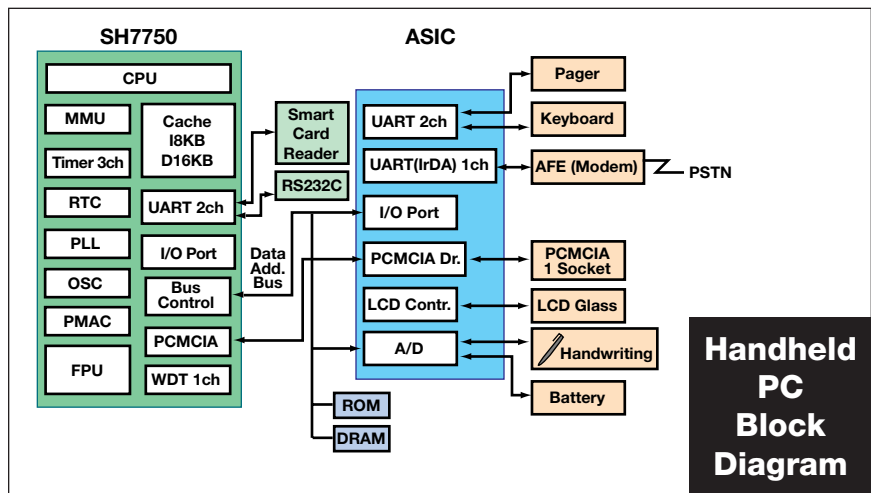 SH7750
CPU
MMU
Timer 3ch
RTC
PLL
OSC
PMAC
FPU
Cache
I8KB
D16KB
UART 2ch
I/O Port
Bus
Control
PCMCIA
WDT 1ch
Smart
Card
Reader
RS232C
Data
Add.
Bus
ROM
DRAM
ASIC
UART 2ch
UART(IrDA) 1ch
I/O Port
PCMCIA Dr.
LCD Contr.
A/D
Pager
Keyboard
AFE (Modem)
PSTN
PCMCIA
1 Socket
LCD Glass
Handwriting
Battery
Handheld
PC
Block
Diagram